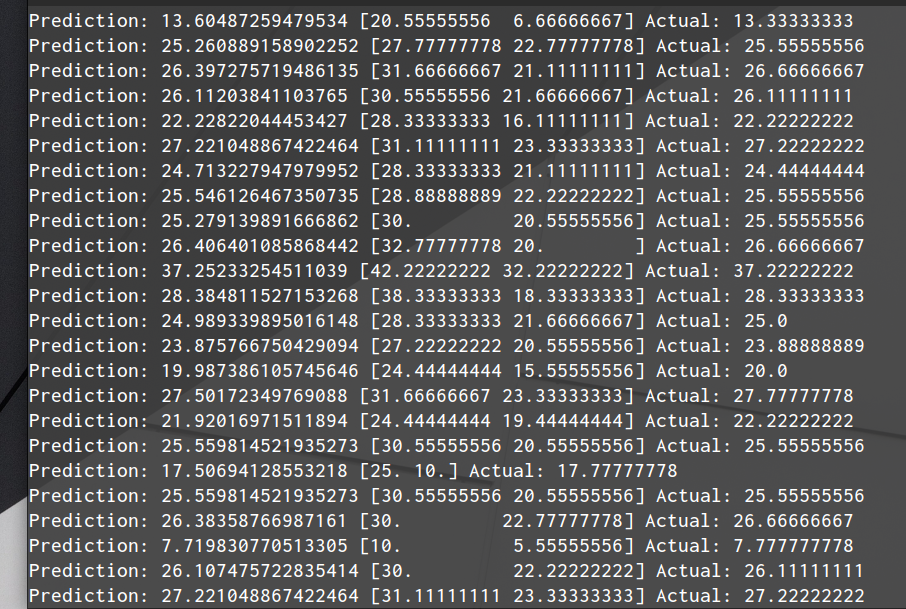 Prediction: 13.60487259479534 [20.55555556  6.66666667] Actual: 13.33333333
Prediction: 25.260889158902252 [27.77777778 22.77777778] Actual: 25.55555556
Prediction: 26.397275719486135 [31.66666667 21.11111111] Actual: 26.66666667
Prediction: 26.11203841103765 [30.55555556 21.66666667] Actual: 26.11111111
Prediction: 22.22822044453427 [28.33333333 16.11111111] Actual: 22.22222222
Prediction: 27.221048867422464 [31.11111111 23.33333333] Actual: 27.22222222
Prediction: 24.713227947979952 [28.33333333 21.11111111] Actual: 24.44444444
Prediction: 25.546126467350735 [28.88888889 22.22222222] Actual: 25.55555556
Prediction: 25.279139891666862 [30.         20.55555556] Actual: 25.55555556
Prediction: 26.406401085868442 [32.77777778 20.        ] Actual: 26.66666667
Prediction: 37.25233254511039 [42.22222222 32.22222222] Actual: 37.22222222
Prediction: 28.384811527153268 [38.33333333 18.33333333] Actual: 28.33333333
Prediction: 24.989339895016148 [28.33333333 21.66666667] Actual: 25.0
Prediction: 23.875766750429094 [27.22222222 20.55555556] Actual: 23.88888889
Prediction: 19.987386105745646 [24.44444444 15.55555556] Actual: 20.0
Prediction: 27.50172349769088 [31.66666667 23.33333333] Actual: 27.77777778
Prediction: 21.92016971511894 [24.44444444 19.44444444] Actual: 22.22222222
Prediction: 25.559814521935273 [30.55555556 20.55555556] Actual: 25.55555556
Prediction: 17.50694128553218 [25. 10.] Actual: 17.77777778
Prediction: 25.559814521935273 [30.55555556 20.55555556] Actual: 25.55555556
Prediction: 26.38358766987161 [30.         22.77777778] Actual: 26.66666667
Prediction: 7.719830770513305 [10.          5.55555556] Actual: 7.777777778
Prediction: 26.107475722835414 [30.         22.22222222] Actual: 26.11111111
Prediction: 27.221048867422464 [31.11111111 23.33333333] Actual: 27.22222222